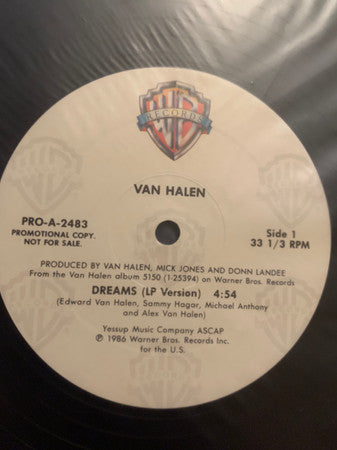 WB
RECORDS
VAN HALEN
PRO-A-2483
PROMOTIONAL COPY.
NOT FOR SALE.
Side 1
33 1/3 RPM
PRODUCED BY VAN HALEN, MICK JONES AND DONN LANDEE
From the Van Halen album 5150 (1-25394) on Warner Bros. Records
DREAMS (LP Version) 4:54
(Edward Van Halen, Sammy Hagar, Michael Anthony
and Alex Van Halen)
Yessup Music Company ASCAP
℗ 1986 Warner Bros. Records Inc.
for the U.S.